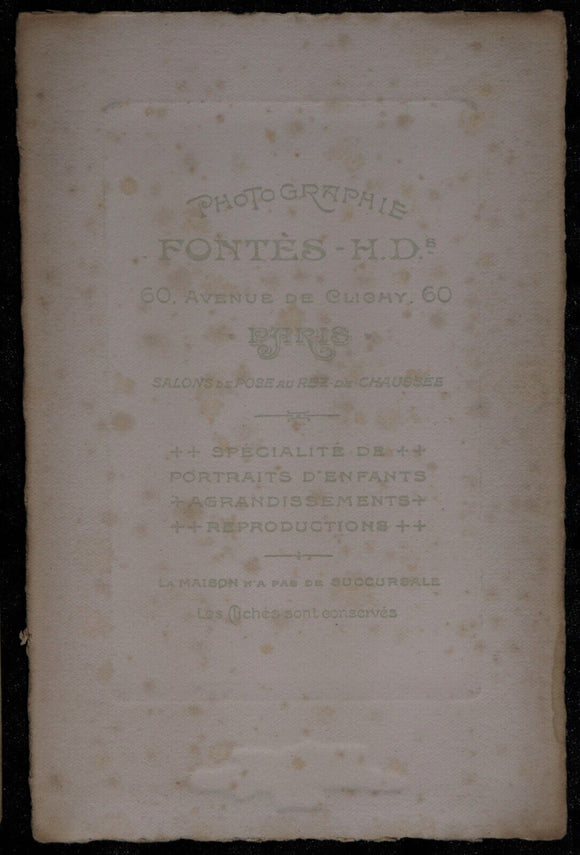 PHOTOGRAPHIE
FONTÈS - H.Ds
60, AVENUE DE CLICHY, 60
PARIS
SALONS DE POSE AU REZ-DE-CHAUSSÉE
++ SPÉCIALITÉ DE ++
PORTRAITS D'ENFANTS
+AGRANDISSEMENTS+
++REPRODUCTIONS ++
LA MAISON N'A PAS DE SUCCURSALE
Les Clichés sont conservés